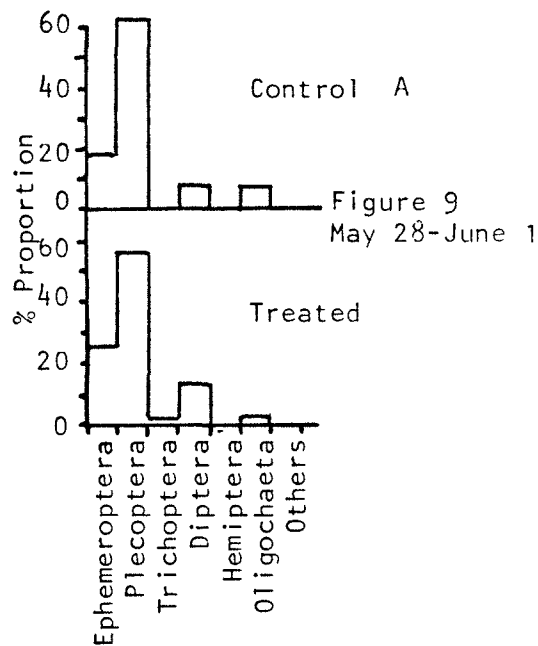 60
40
20
0
Control A
Figure 9
May 28-June 1
% Proportion
60
40
20
0
Treated
Ephemeroptera
Plecoptera
Trichoptera
Diptera
Hemiptera
Oligochaeta
Others